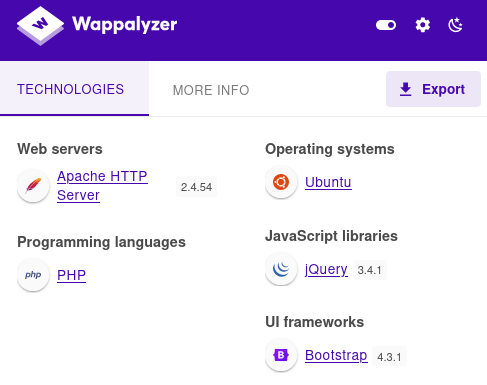 Wappalyzer
TECHNOLOGIES
MORE INFO
Export
Web servers
Apache HTTP
Server
2.4.54
Programming languages
php
PHP
Operating systems
Ubuntu
JavaScript libraries
jQuery 3.4.1
UI frameworks
B
Bootstrap 4.3.1